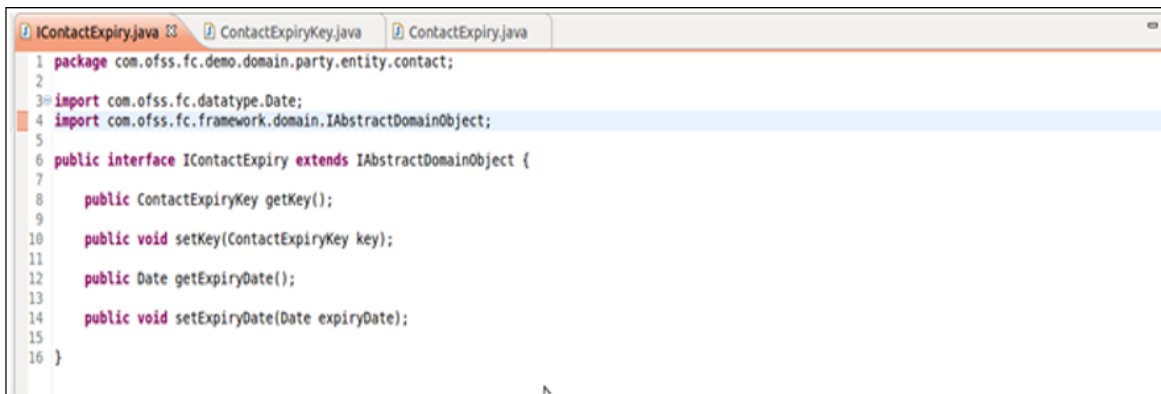 IContactExpiry.java ContactExpiryKey.java ContactExpiry.java
1 package com.ofss.fc.demo.domain.party.entity.contact;
2
3 import com.ofss.fc.datatype.Date;
4 import com.ofss.fc.framework.domain.IAbstractDomainObject;
5
6 public interface IContactExpiry extends IAbstractDomainObject {
7
8 public ContactExpiryKey getKey();
9
10 public void setKey(ContactExpiryKey key);
11
12 public Date getExpiryDate();
13
14 public void setExpiryDate(Date expiryDate);
15
16 }